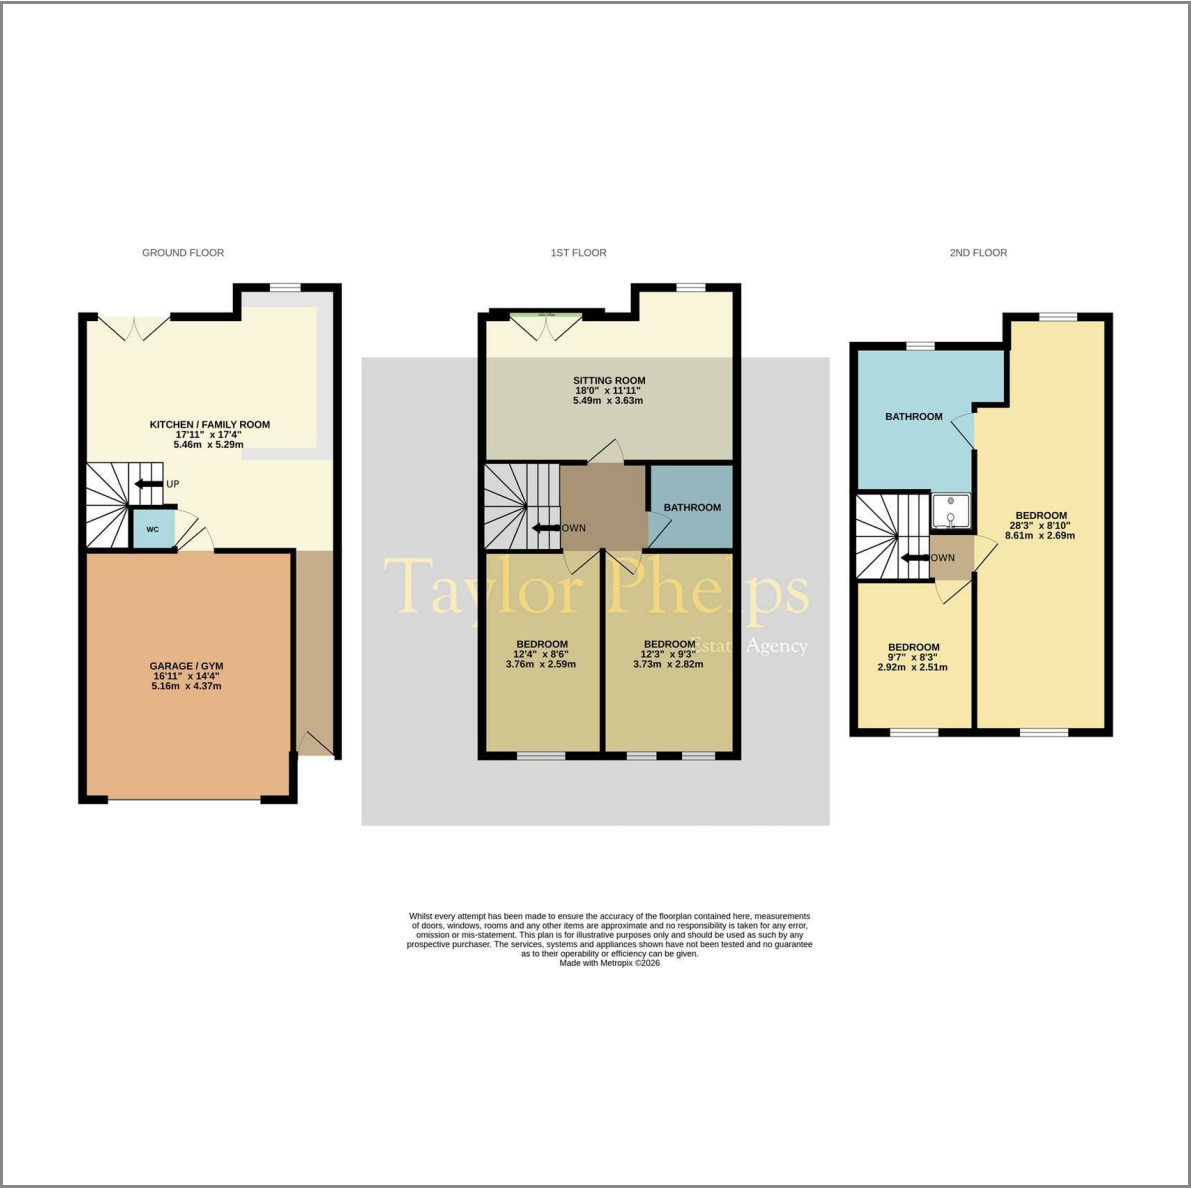 GROUND FLOOR
1ST FLOOR
2ND FLOOR
KITCHEN / FAMILY ROOM
17'11" x 17'4"
5.46m x 5.29m
UP
WC
GARAGE / GYM
16'11" x 14'4"
5.16m x 4.37m
SITTING ROOM
18'0" x 11'11"
5.49m x 3.63m
BATHROOM
OWN
BEDROOM
12'4" x 8'6"
3.76m x 2.59m
BEDROOM
12'3" x 9'3"
3.73m x 2.82m
Taylor Phelps
Estate Agency
BATHROOM
BEDROOM
28'3" x 8'10"
8.61m x 2.69m
OWN
BEDROOM
9'7" x 8'3"
2.92m x 2.51m
Whilst every attempt has been made to ensure the accuracy of the floorplan contained here, measurements
of doors, windows, rooms and any other items are approximate and no responsibility is taken for any error,
omission or mis-statement. This plan is for illustrative purposes only and should be used as such by any
prospective purchaser. The services, systems and appliances shown have not been tested and no guarantee
as to their operability or efficiency can be given.
Made with Metropix ©2026